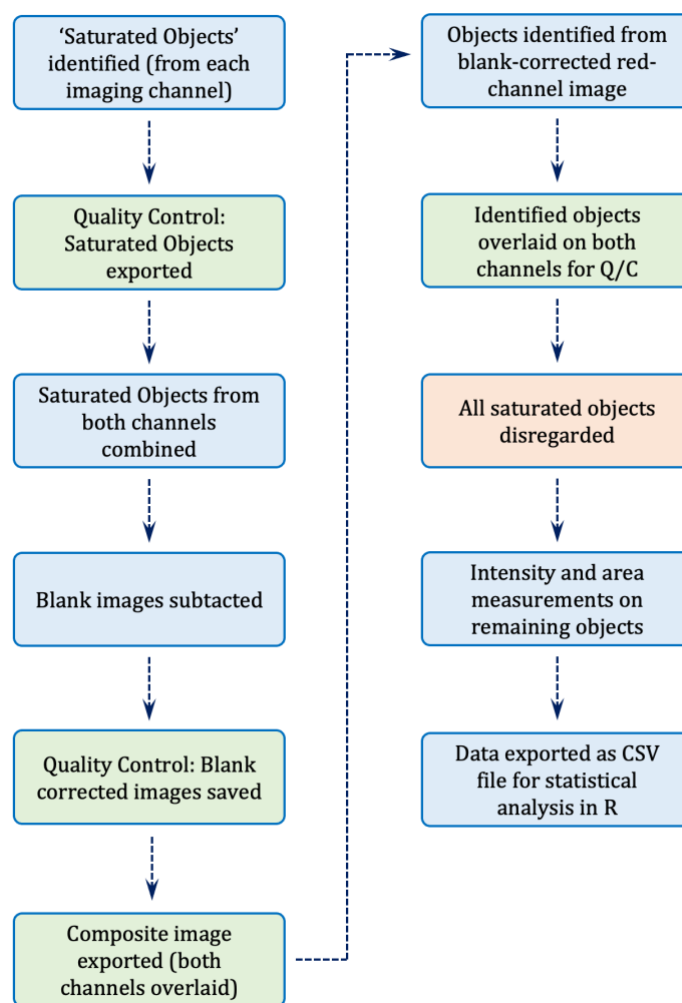 ‘Saturated Objects’
identified (from each
imaging channel)
Quality Control:
Saturated Objects
exported
Saturated Objects from
both channels
combined
Blank images subtacted
Quality Control: Blank
corrected images saved
Composite image
exported (both
channels overlaid)
Objects identified from
blank-corrected red-
channel image
Identified objects
overlaid on both
channels for Q/C
All saturated objects
disregarded
Intensity and area
measurements on
remaining objects
Data exported as CSV
file for statistical
analysis in R